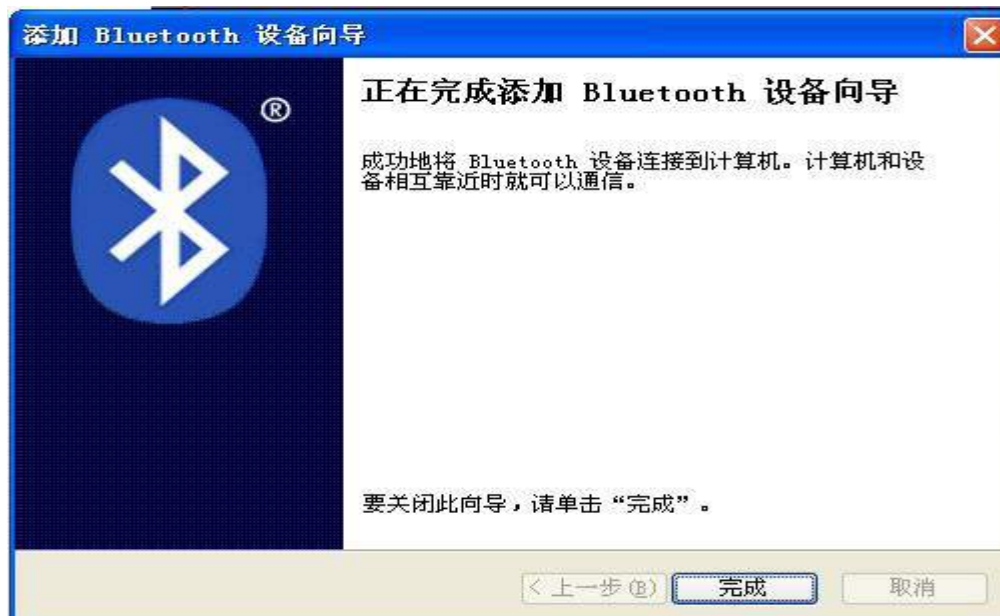 添加 Bluetooth 设备向导
®
正在完成添加 Bluetooth 设备向导
成功地将 Bluetooth 设备连接到计算机。计算机和设
备相互靠近时就可以通信。
要关闭此向导，请单击“完成”。
< 上一步(B)
完成
取消